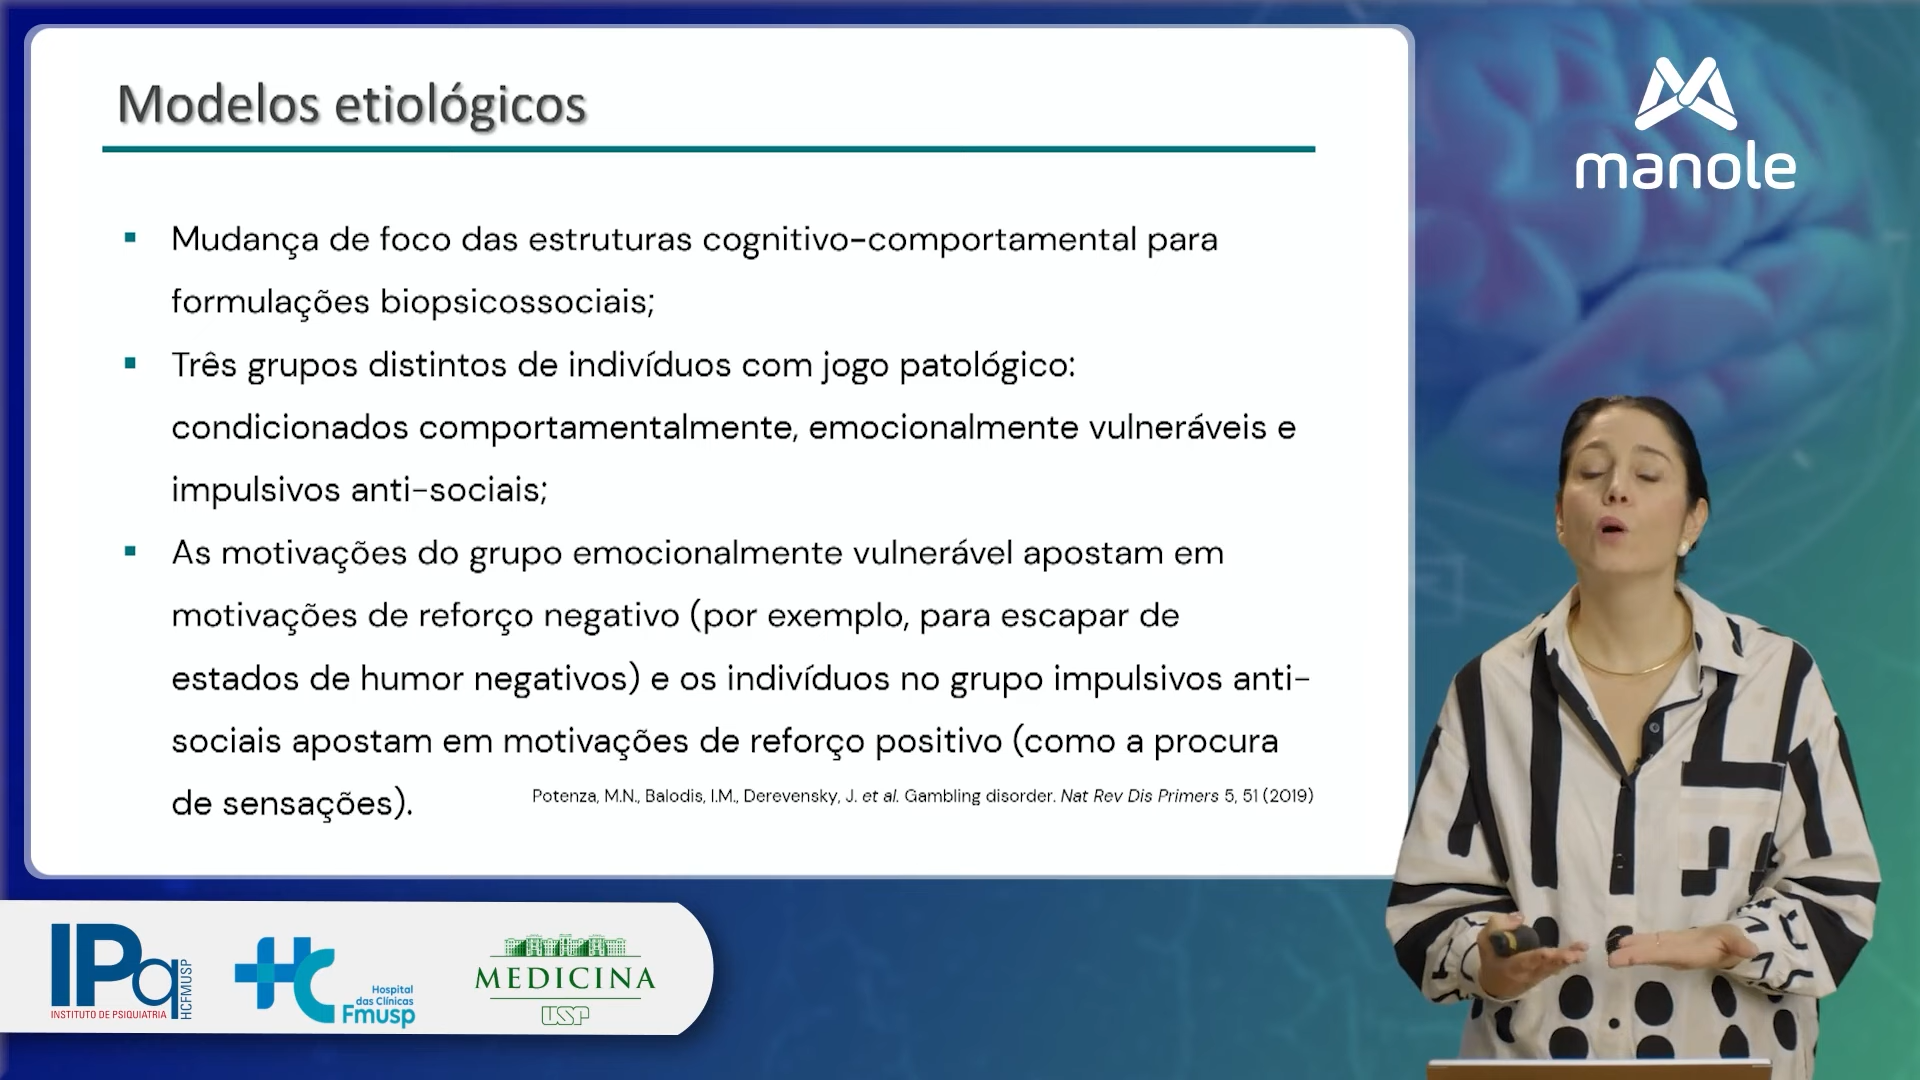 Modelos etiológicos
▪ Mudança de foco das estruturas cognitivo-comportamental para
formulações biopsicossociais;
▪ Três grupos distintos de indivíduos com jogo patológico:
condicionados comportamentalmente, emocionalmente vulneráveis e
impulsivos anti-sociais;
▪ As motivações do grupo emocionalmente vulnerável apostam em
motivações de reforço negativo (por exemplo, para escapar de
estados de humor negativos) e os indivíduos no grupo impulsivos anti-
sociais apostam em motivações de reforço positivo (como a procura
de sensações).
Potenza, M.N., Balodis, I.M., Derevensky, J. et al. Gambling disorder. Nat Rev Dis Primers 5, 51 (2019)
manole
IPq
HCFMUSP
INSTITUTO DE PSIQUIATRIA
HC
Hospital
das Clínicas
Fmusp
MEDICINA
USP